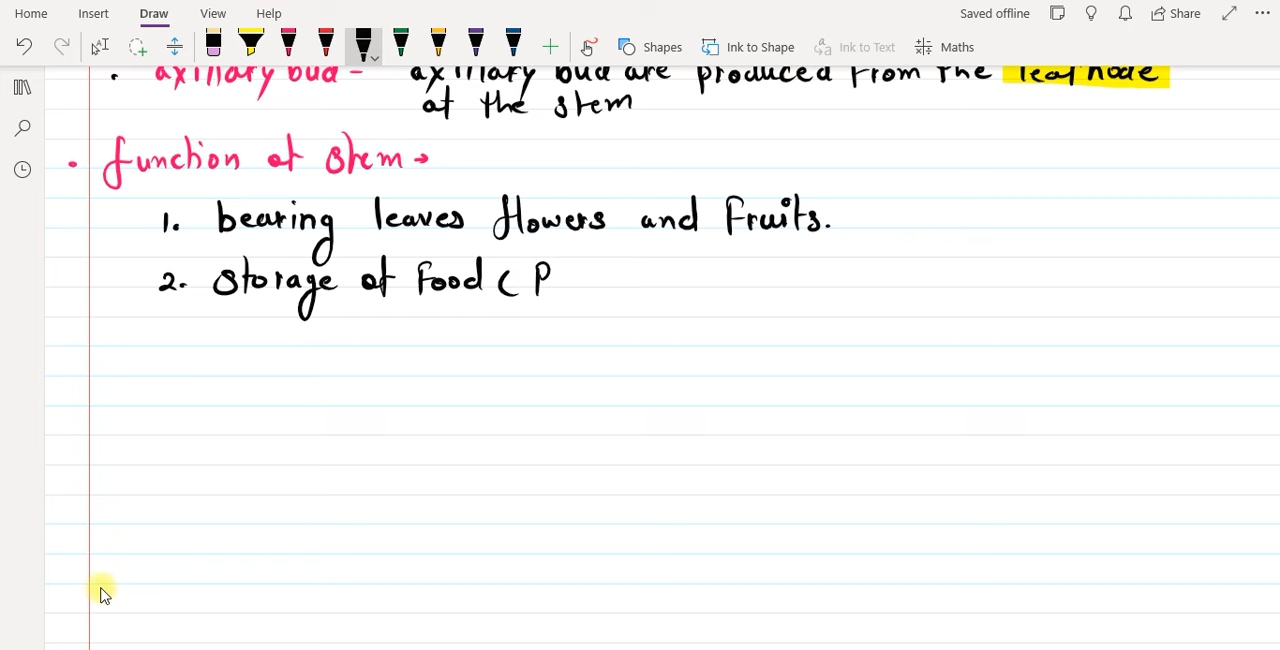 Home Insert Draw View Help Saved offline Share
Shapes Ink to Shape Ink to Text Maths
• axillary bud - axillary bud are produced from the leaf node
at the stem
• function of stem →
1. bearing leaves flowers and Fruits.
2. Storage of Food ( P